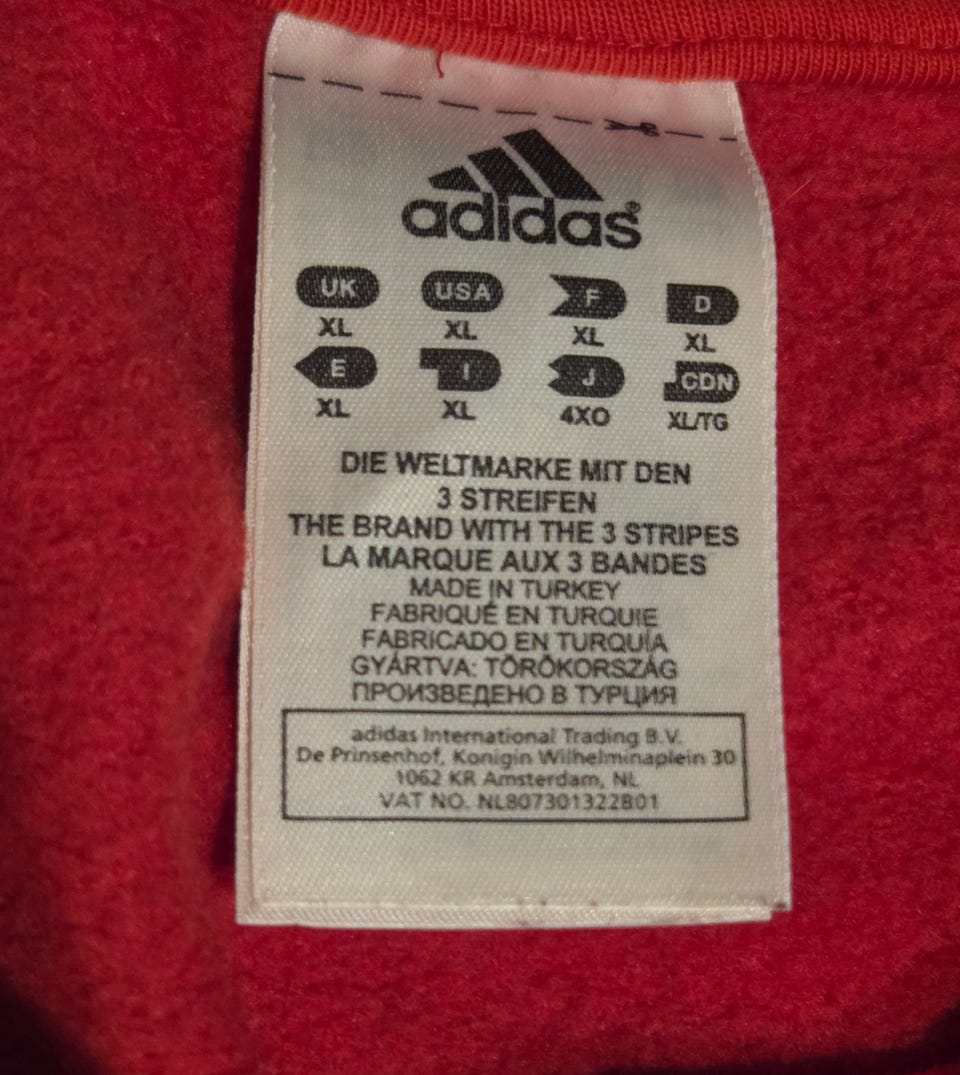 adidas®
UK USA F D
XL XL XL XL
E I J CDN
XL XL 4XO XL/TG
DIE WELTMARKE MIT DEN
3 STREIFEN
THE BRAND WITH THE 3 STRIPES
LA MARQUE AUX 3 BANDES
MADE IN TURKEY
FABRIQUÉ EN TURQUIE
FABRICADO EN TURQUÍA
GYÁRTVA: TÖRÖKORSZÁG
ПРОИЗВЕДЕНО В ТУРЦИЯ
adidas International Trading B.V.
De Prinsenhof, Konigin Wilhelminaplein 30
1062 KR Amsterdam, NL
VAT NO. NL807301322B01